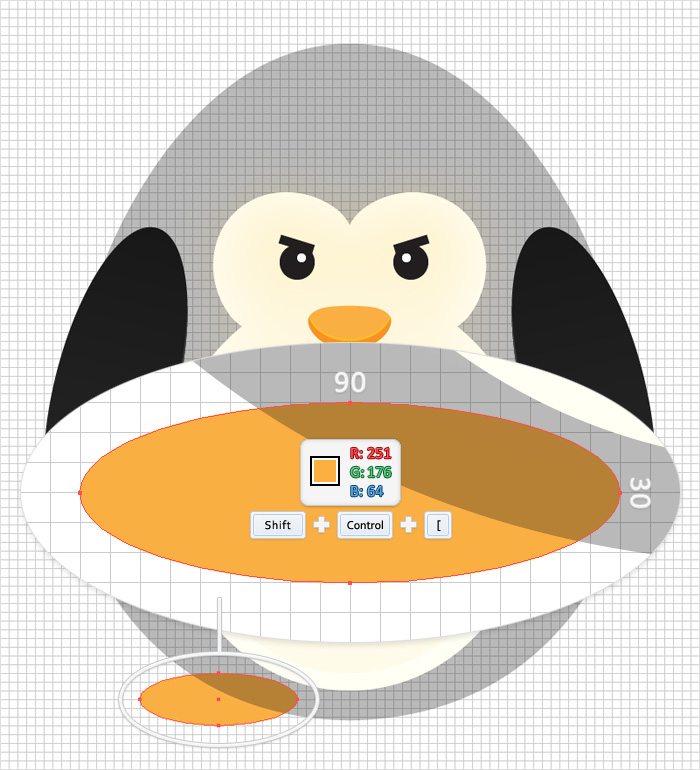 90
30
R: 251
G: 176
B: 64
Shift + Control + [